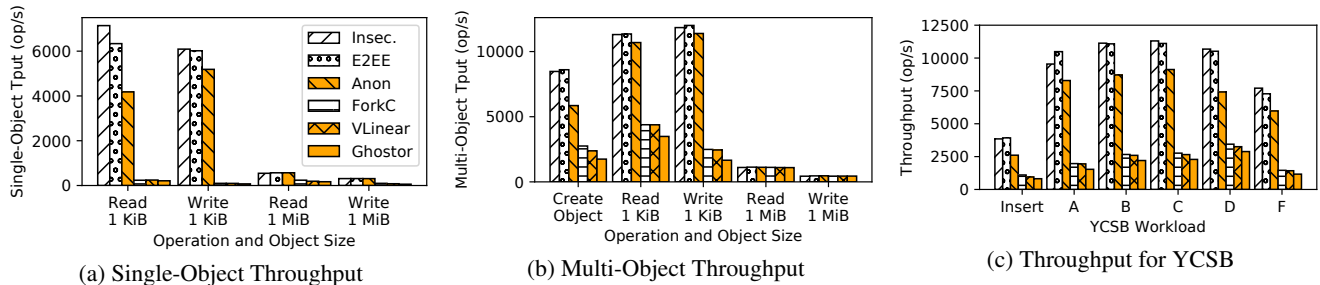 Single-Object Tput (op/s)
6000
4000
2000
0
Insec.
E2EE
Anon
ForkC
VLinear
Ghostor
Read
1 KiB
Write
1 KiB
Read
1 MiB
Write
1 MiB
Operation and Object Size
(a) Single-Object Throughput
Multi-Object Tput (op/s)
10000
5000
0
Create
Object
Read
1 KiB
Write
1 KiB
Read
1 MiB
Write
1 MiB
Operation and Object Size
(b) Multi-Object Throughput
Throughput (op/s)
12500
10000
7500
5000
2500
0
Insert
A
B
C
D
F
YCSB Workload
(c) Throughput for YCSB